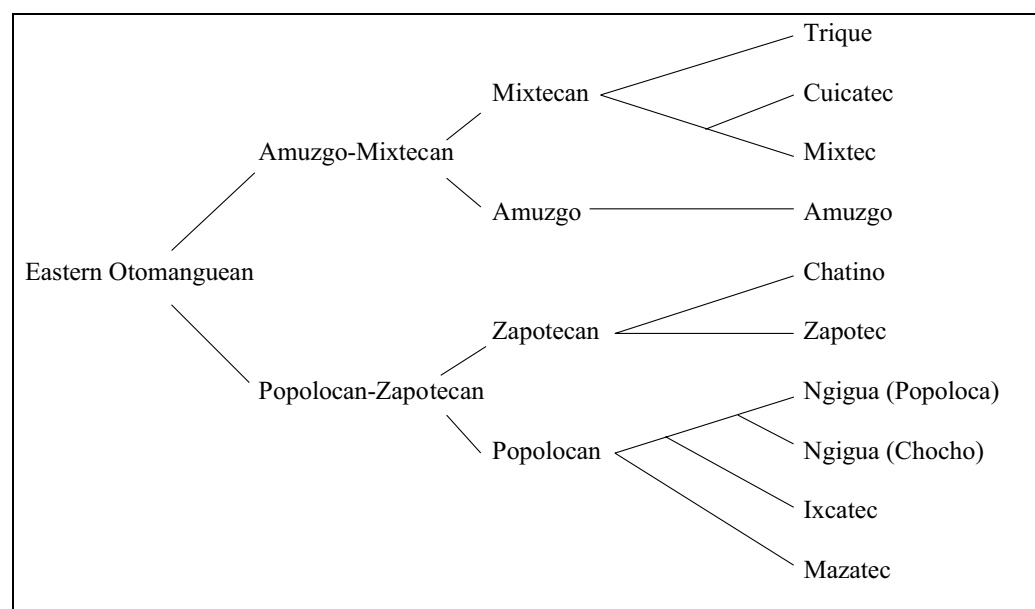 Trique
Mixtecan
Cuicatec
Amuzgo-Mixtecan
Mixtec
Amuzgo
Amuzgo
Eastern Otomanguean
Chatino
Zapotecan
Zapotec
Popolocan-Zapotecan
Ngigua (Popoloca)
Popolocan
Ngigua (Chocho)
Ixcatec
Mazatec